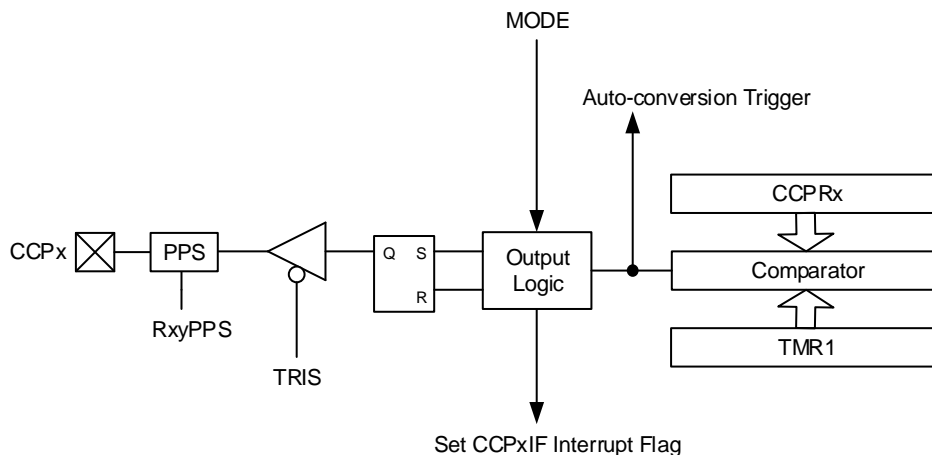 MODE
Auto-conversion Trigger
CCPRx
CCPx
PPS
Q
S
R
Output
Logic
Comparator
RxyPPS
TMR1
TRIS
Set CCPxIF Interrupt Flag